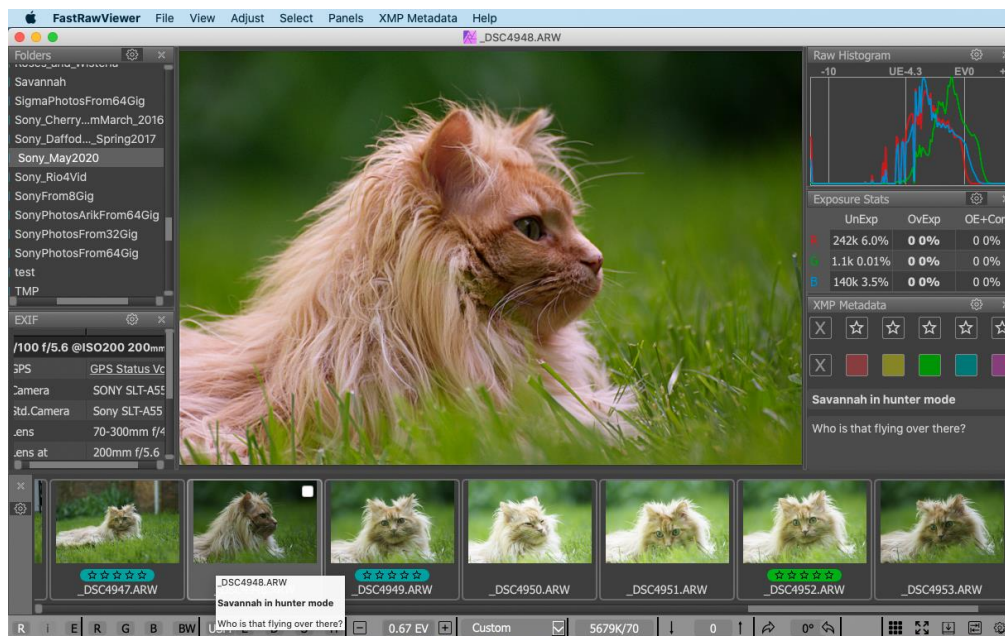 FastRawViewer File View Adjust Select Panels XMP Metadata Help
_DSC4948.ARW
Folders
Savannah
SigmaPhotosFrom64Gig
Sony_Cherry...mMarch_2016
Sony_Daffod..._Spring2017
Sony_May2020
Sony_Rio4Vid
SonyFrom8Gig
SonyPhotosArikFrom64Gig
SonyPhotosFrom32Gig
SonyPhotosFrom64Gig
test
TMP
EXIF
/100 f/5.6 @ISO200 200mm
GPS GPS Status Vo
Camera SONY SLT-A55
Std.Camera Sony SLT-A55
Lens 70-300mm f/4
Lens at 200mm f/5.6
Raw Histogram
-10 UE-4.3 EV0 +
Exposure Stats
UnExp OvExp OE+Cor
R 242k 6.0% 0 0% 0 0%
G 1.1k 0.01% 0 0% 0 0%
B 140k 3.5% 0 0% 0 0%
XMP Metadata
X
X
Savannah in hunter mode
Who is that flying over there?
_DSC4947.ARW
_DSC4949.ARW
_DSC4950.ARW
_DSC4951.ARW
_DSC4952.ARW
_DSC4953.ARW
_DSC4948.ARW
Savannah in hunter mode
Who is that flying over there?
R i E R G B BW 0.67 EV Custom 5679K/70 0 0°